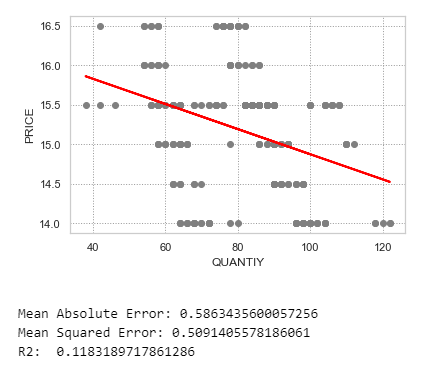 16.5
16.0
15.5
15.0
14.5
14.0
PRICE
40 60 80 100 120
QUANTIY
Mean Absolute Error: 0.5863435600057256
Mean Squared Error: 0.5091405578186061
R2: 0.1183189717861286